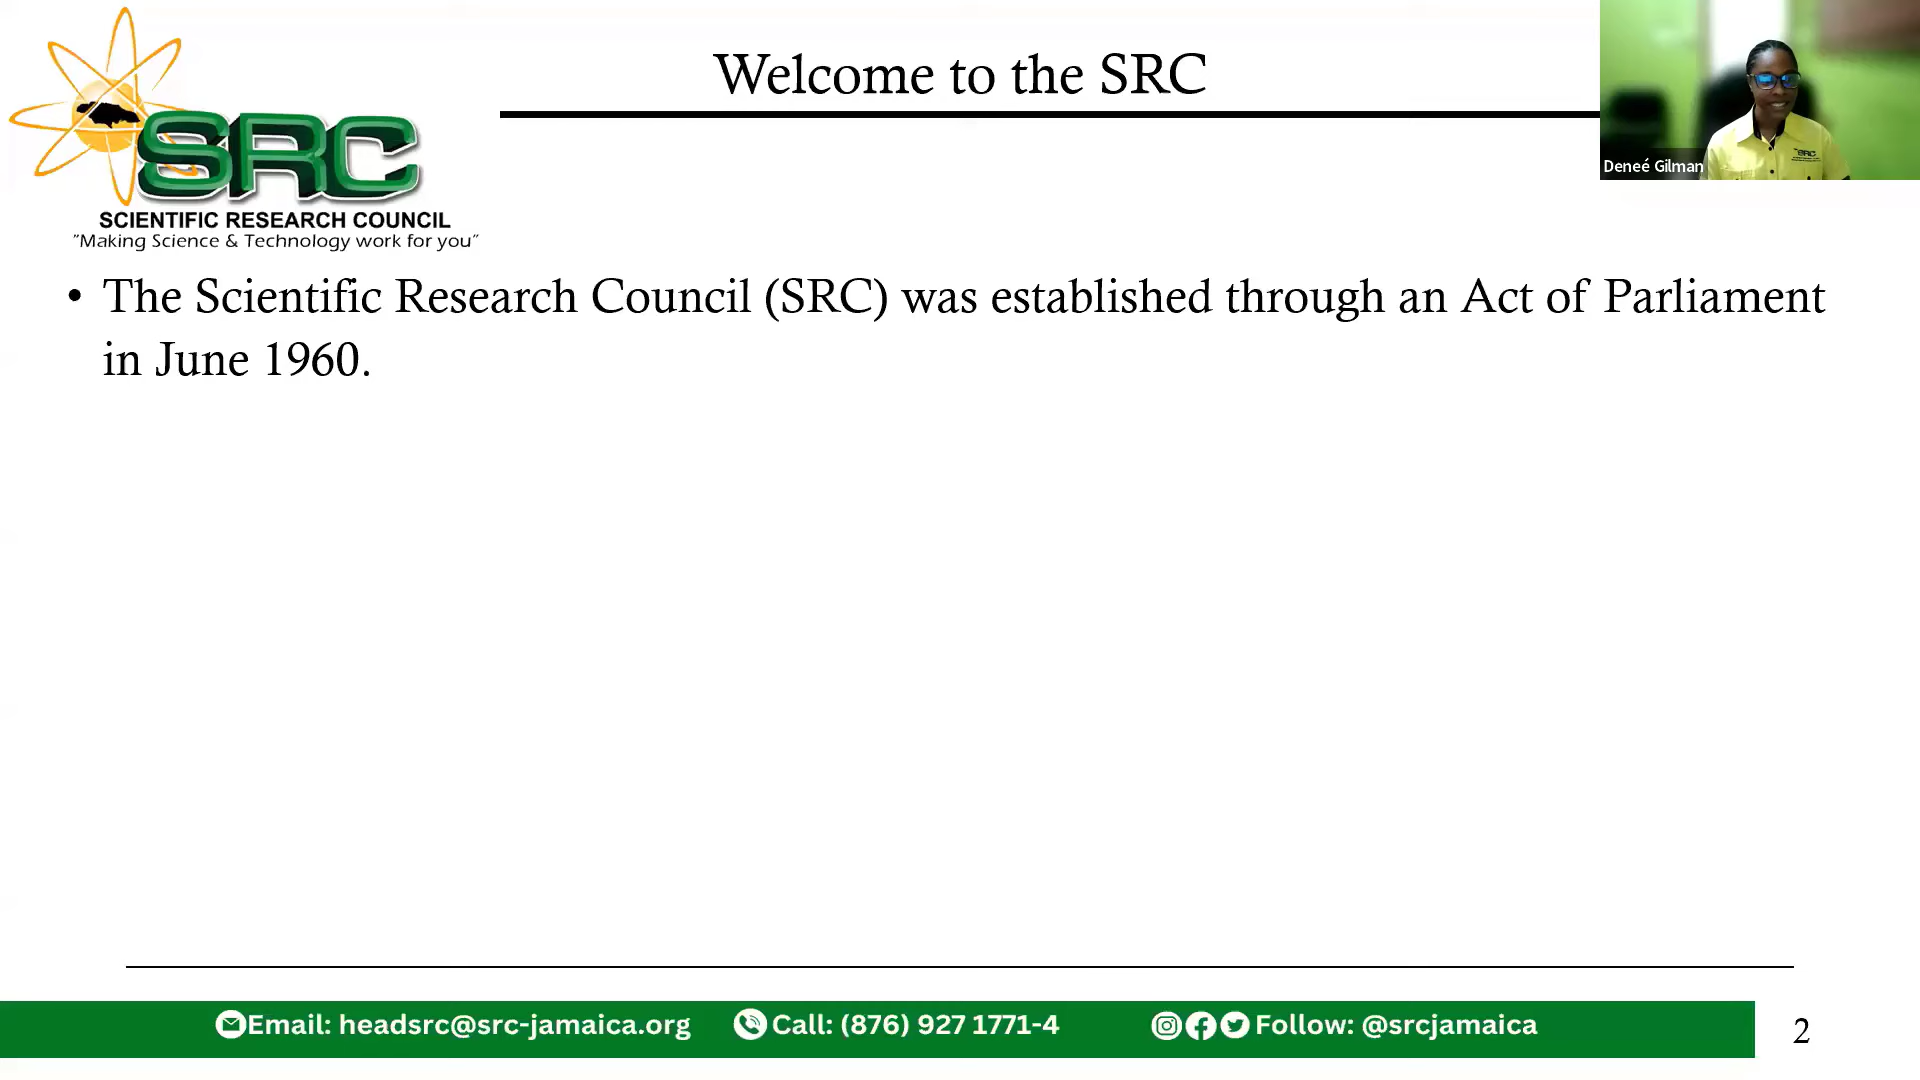 Welcome to the SRC
Deneé Gilman
SRC
SRC
SCIENTIFIC RESEARCH COUNCIL
"Making Science & Technology work for you"
• The Scientific Research Council (SRC) was established through an Act of Parliament
in June 1960.
Email: headsrc@src-jamaica.org Call: (876) 927 1771-4 Follow: @srcjamaica
2